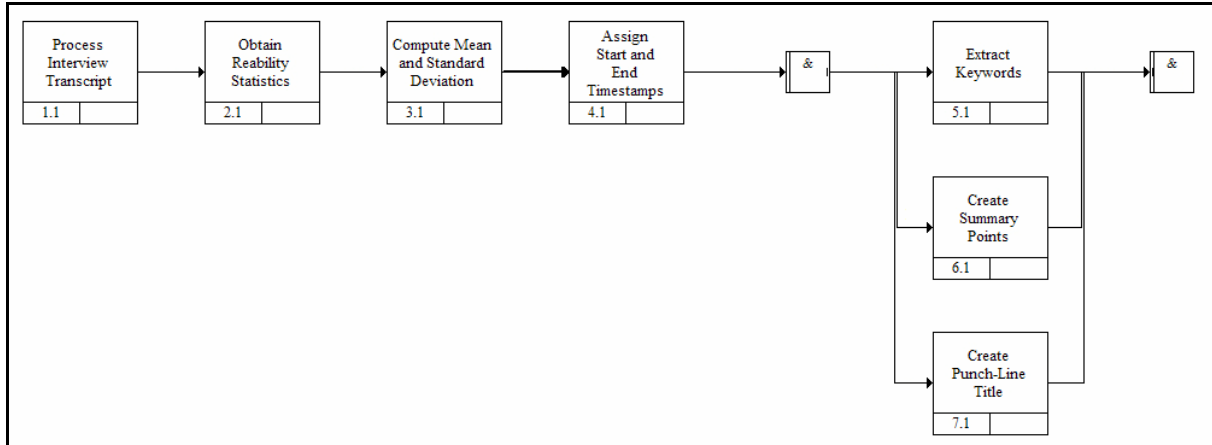 Process
Interview
Transcript
1.1
Obtain
Reability
Statistics
2.1
Compute Mean
and Standard
Deviation
3.1
Assign
Start and
End
Timestamps
4.1
&
Extract
Keywords
5.1
&
Create
Summary
Points
6.1
Create
Punch-Line
Title
7.1